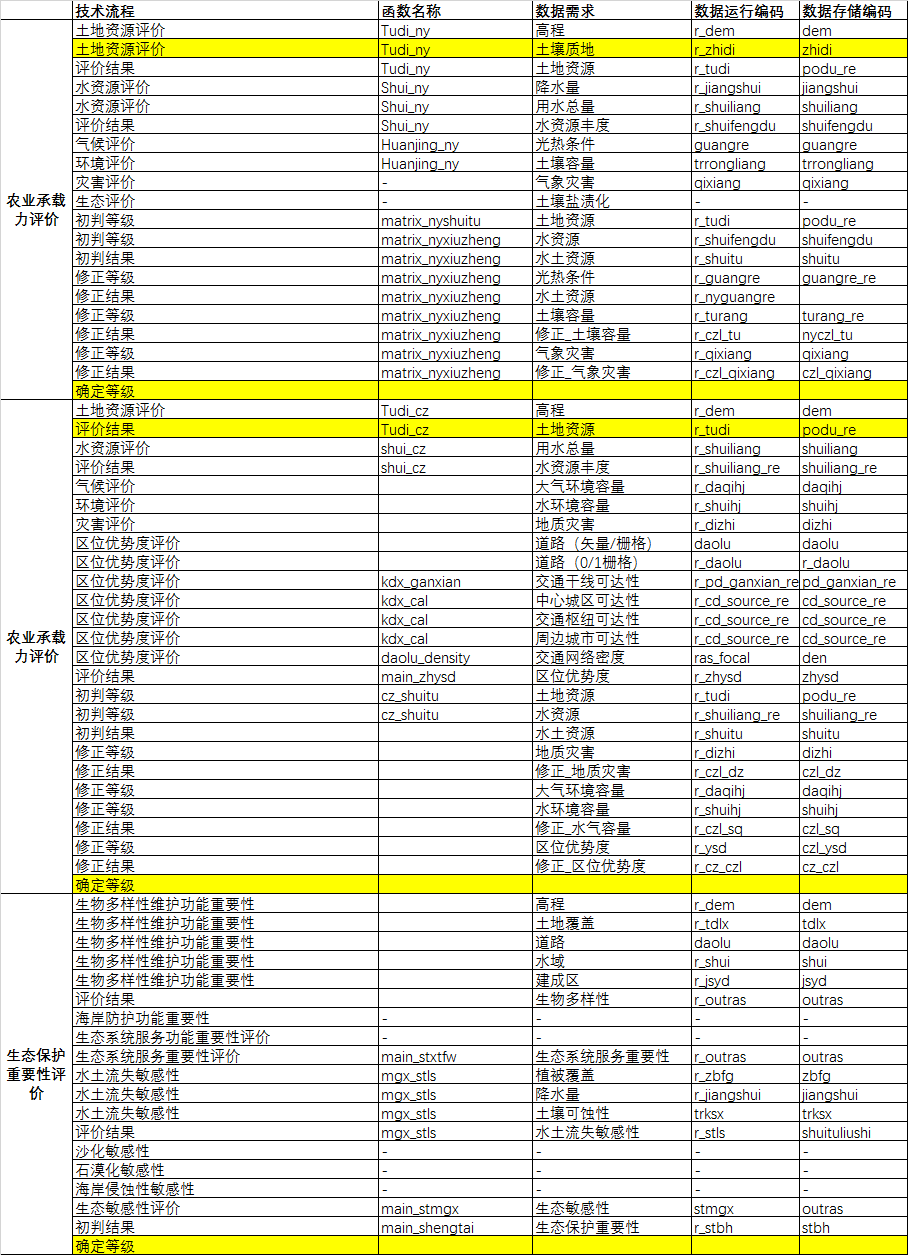 技术流程 函数名称 数据需求 数据运行编码 数据存储编码
农业承载力评价
土地资源评价 Tudi_ny 高程 r_dem dem
土地资源评价 Tudi_ny 土壤质地 r_zhidi zhidi
评价结果 Tudi_ny 土地资源 r_tudi podu_re
水资源评价 Shui_ny 降水量 r_jiangshui jiangshui
水资源评价 Shui_ny 用水总量 r_shuiliang shuiliang
评价结果 Shui_ny 水资源丰度 r_shuifengdu shuifengdu
气候评价 Huanjing_ny 光热条件 guangre guangre
环境评价 Huanjing_ny 土壤容量 trrongliang trrongliang
灾害评价 - 气象灾害 qixiang qixiang
生态评价 - 土壤盐渍化 - -
初判等级 matrix_nyshuitu 土地资源 r_tudi podu_re
初判等级 matrix_nyxiuzheng 水资源 r_shuifengdu shuifengdu
初判结果 matrix_nyxiuzheng 水土资源 r_shuitu shuitu
修正等级 matrix_nyxiuzheng 光热条件 r_guangre guangre_re
修正结果 matrix_nyxiuzheng 水土资源 r_nyguangre
修正等级 matrix_nyxiuzheng 土壤容量 r_turang turang_re
修正结果 matrix_nyxiuzheng 修正_土壤容量 r_czl_tu nyczl_tu
修正等级 matrix_nyxiuzheng 气象灾害 r_qixiang qixiang
修正结果 matrix_nyxiuzheng 修正_气象灾害 r_czl_qixiang czl_qixiang
确定等级
农业承载力评价
土地资源评价 Tudi_cz 高程 r_dem dem
评价结果 Tudi_cz 土地资源 r_tudi podu_re
水资源评价 shui_cz 用水总量 r_shuiliang shuiliang
评价结果 shui_cz 水资源丰度 r_shuiliang_re shuiliang_re
气候评价 大气环境容量 r_daqihj daqihj
环境评价 水环境容量 r_shuihj shuihj
灾害评价 地质灾害 r_dizhi dizhi
区位优势度评价 道路（矢量/栅格） daolu daolu
区位优势度评价 道路（0/1栅格） r_daolu r_daolu
区位优势度评价 kdx_ganxian 交通干线可达性 r_pd_ganxian_re pd_ganxian_re
区位优势度评价 kdx_cal 中心城区可达性 r_cd_source_re cd_source_re
区位优势度评价 kdx_cal 交通枢纽可达性 r_cd_source_re cd_source_re
区位优势度评价 kdx_cal 周边城市可达性 r_cd_source_re cd_source_re
区位优势度评价 daolu_density 交通网络密度 ras_focal den
评价结果 main_zhysd 区位优势度 r_zhysd zhysd
初判等级 cz_shuitu 土地资源 r_tudi podu_re
初判等级 cz_shuitu 水资源 r_shuiliang_re shuiliang_re
初判结果 水土资源 r_shuitu shuitu
修正等级 地质灾害 r_dizhi dizhi
修正结果 修正_地质灾害 r_czl_dz czl_dz
修正等级 大气环境容量 r_daqihj daqihj
修正等级 水环境容量 r_shuihj shuihj
修正结果 修正_水气容量 r_czl_sq czl_sq
修正等级 区位优势度 r_ysd czl_ysd
修正结果 修正_区位优势度 r_cz_czl cz_czl
确定等级
生态保护重要性评价
生物多样性维护功能重要性 高程 r_dem dem
生物多样性维护功能重要性 土地覆盖 r_tdlx tdlx
生物多样性维护功能重要性 道路 daolu daolu
生物多样性维护功能重要性 水域 r_shui shui
生物多样性维护功能重要性 建成区 r_jsyd jsyd
评价结果 生物多样性 r_outras outras
海岸防护功能重要性 - - - -
生态系统服务功能重要性评价 - - - -
生态系统服务重要性评价 main_stxtfw 生态系统服务重要性 r_outras outras
水土流失敏感性 mgx_stls 植被覆盖 r_zbfg zbfg
水土流失敏感性 mgx_stls 降水量 r_jiangshui jiangshui
水土流失敏感性 mgx_stls 土壤可蚀性 trksx trksx
评价结果 mgx_stls 水土流失敏感性 r_stls shuituliushi
沙化敏感性 - - - -
石漠化敏感性 - - - -
海岸侵蚀性敏感性 - - - -
生态敏感性评价 main_stmgx 生态敏感性 stmgx outras
初判结果 main_shengtai 生态保护重要性 r_stbh stbh
确定等级